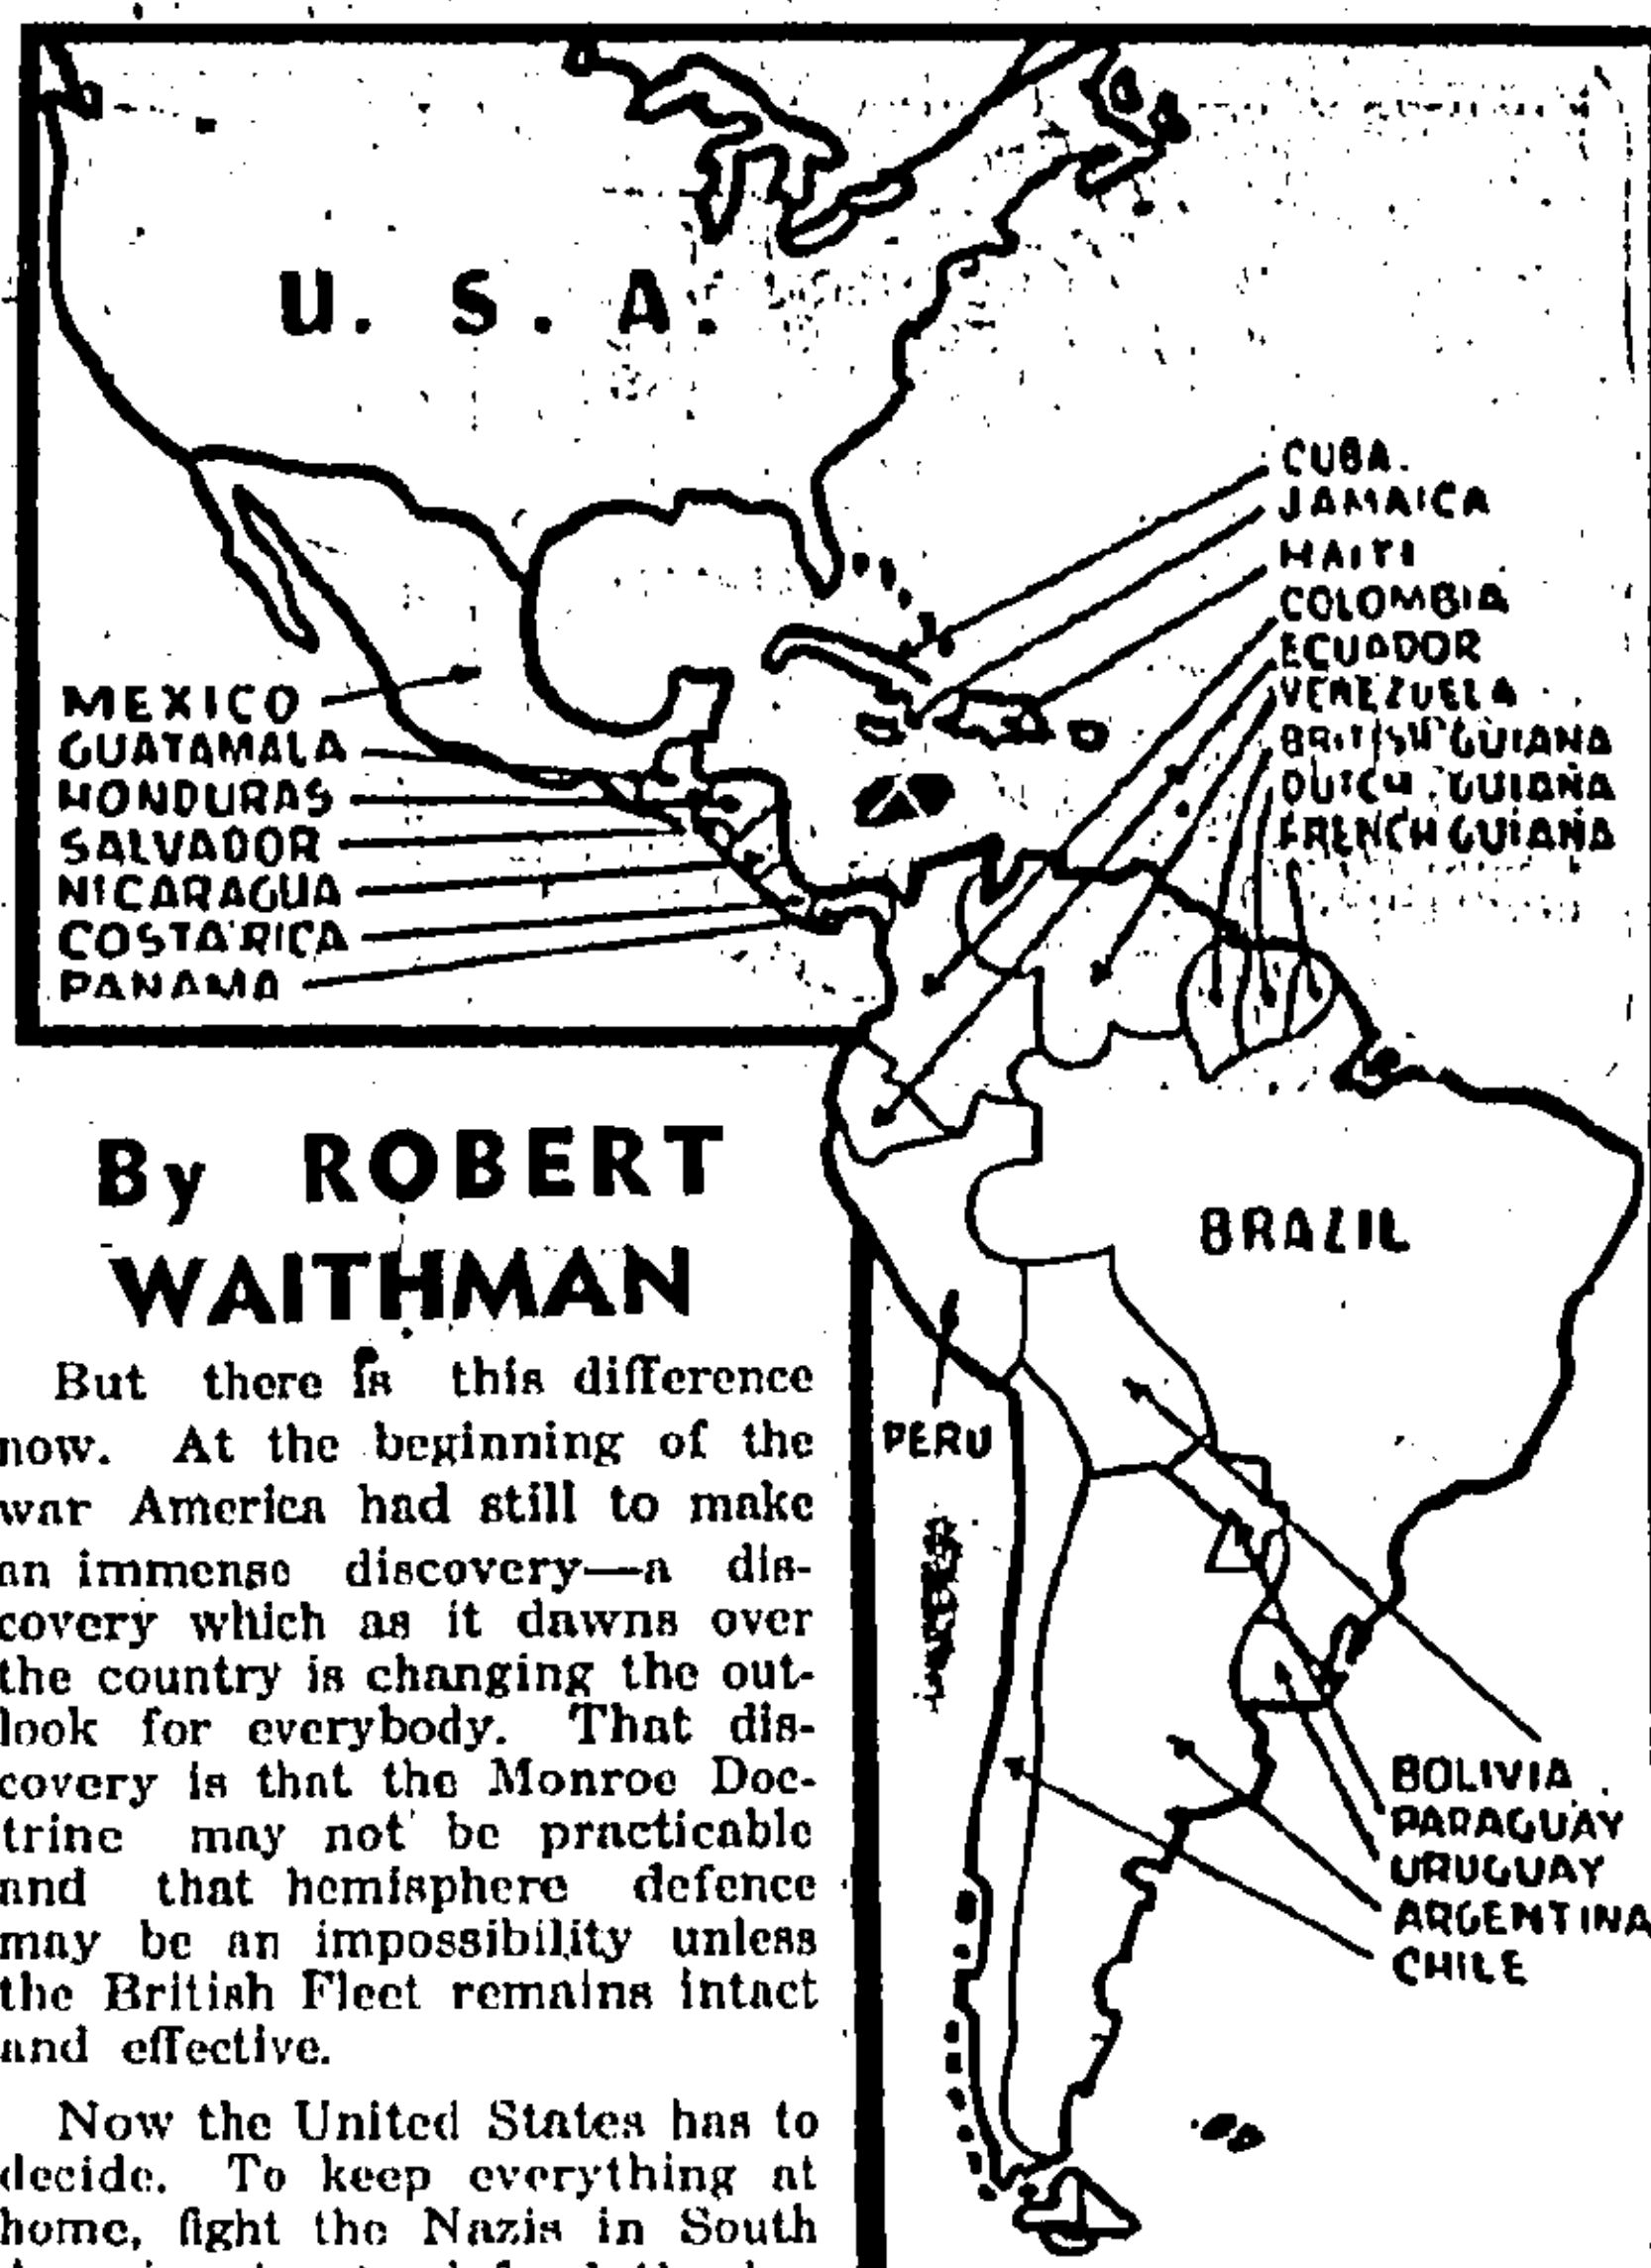 U. S. A.
CUBA.
JAMAICA
HAITI
COLOMBIA
ECUADOR
VENEZUELA
BRITISH GUIANA
DUTCH GUIANA
FRENCH GUIANA
MEXICO
GUATAMALA
HONDURAS
SALVADOR
NICARAGUA
COSTA RICA
PANAMA
BRAZIL
PERU
BOLIVIA
PARAGUAY
URUGUAY
ARGENTINA
CHILE
By ROBERT
WAITHMAN
But there is this difference
now. At the beginning of the
war America had still to make
an immense discovery—a dis-
covery which as it dawns over
the country is changing the out-
look for everybody. That dis-
covery is that the Monroe Doc-
trine may not be practicable
and that hemisphere defence
may be an impossibility unless
the British Fleet remains intact
and effective.
Now the United States has to
decide. To keep everything at
home, fight the Nazis in South